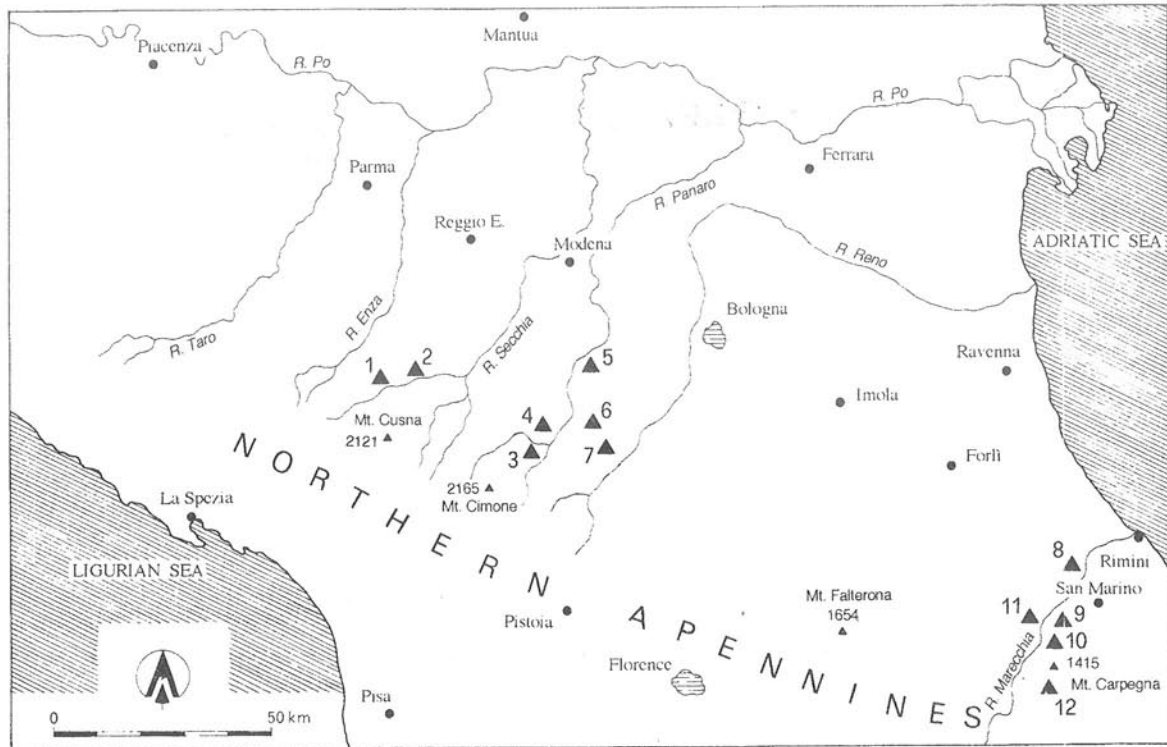 Mantua
Piacenza
R. Po
R. Po
Parma
Ferrara
R. Panaro
Reggio E.
Modena
ADRIATIC SEA
R. Reno
R. Enza
Bologna
R. Secchia
R. Taro
Ravenna
1
2
5
Mt. Cusna
2121
Imola
4
6
3
7
Forlì
2165
Mt. Cimone
La Spezia
NORTHERN APENNINES
LIGURIAN SEA
8
Rimini
San Marino
Mt. Falterona
1654
11
9
Pistoia
10
R. Marecchia
1415
Florence
Mt. Carpegna
12
Pisa
0
50 km